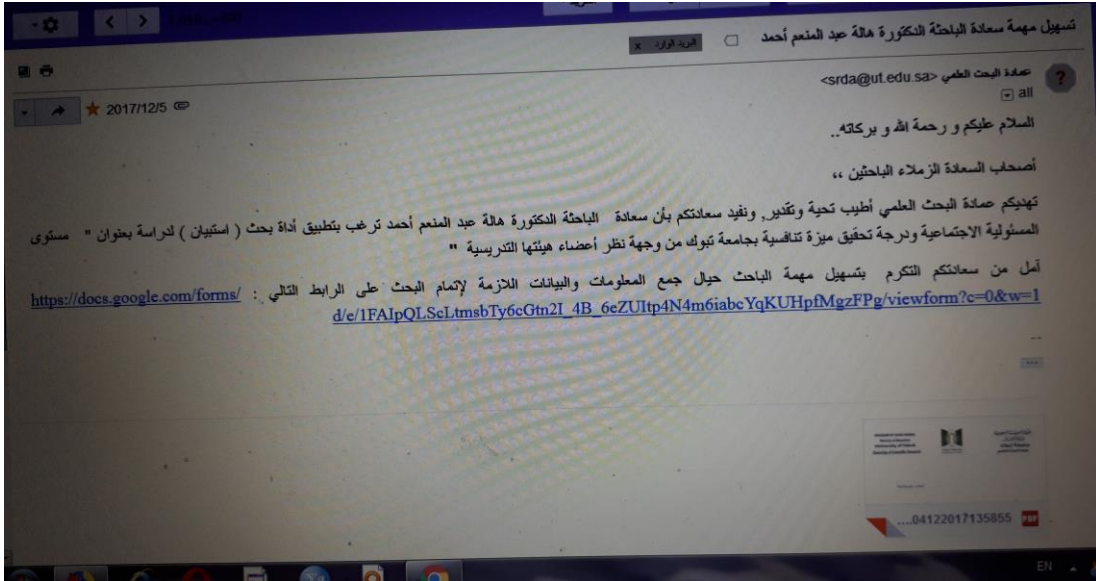 تسهيل مهمة سعادة الباحثة الدكتورة هالة عبد المنعم أحمد
البريد الوارد x
عمادة البحث العلمي <srda@ut.edu.sa>
all
2017/12/5
السلام عليكم و رحمة الله و بركاته..
أصحاب السعادة الزملاء الباحثين ،،
تهديكم عمادة البحث العلمي أطيب تحية وتقدير, ونفيد سعادتكم بأن سعادة الباحثة الدكتورة هالة عبد المنعم أحمد ترغب بتطبيق أداة بحث ( استبيان ) لدراسة بعنوان " مستوى
المسئولية الاجتماعية ودرجة تحقيق ميزة تنافسية بجامعة تبوك من وجهة نظر أعضاء هيئتها التدريسية "
آمل من سعادتكم التكرم بتسهيل مهمة الباحث حيال جمع المعلومات والبيانات اللازمة لإتمام البحث على الرابط التالي : https://docs.google.com/forms/
d/e/1FAIpQLScLtmsbTy6cGtn2I_4B_6eZUItp4N4m6iabcYqKUHpfMgzFPg/viewform?c=0&w=1
--
....04122017135855
PDF
EN